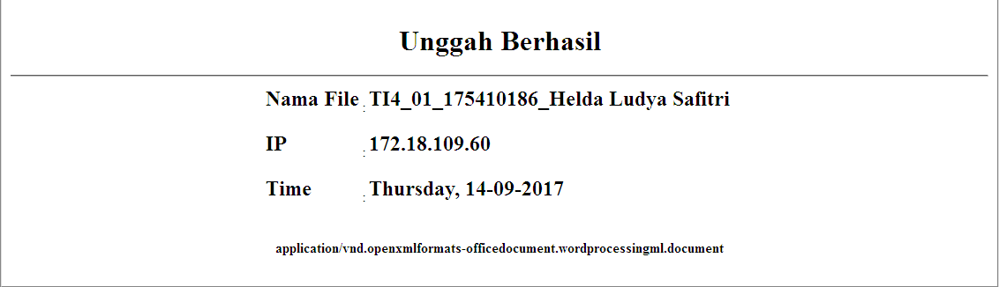 Unggah Berhasil
Nama File : TI4_01_175410186_Helda Ludya Safitri
IP : 172.18.109.60
Time : Thursday, 14-09-2017
application/vnd.openxmlformats-officedocument.wordprocessingml.document